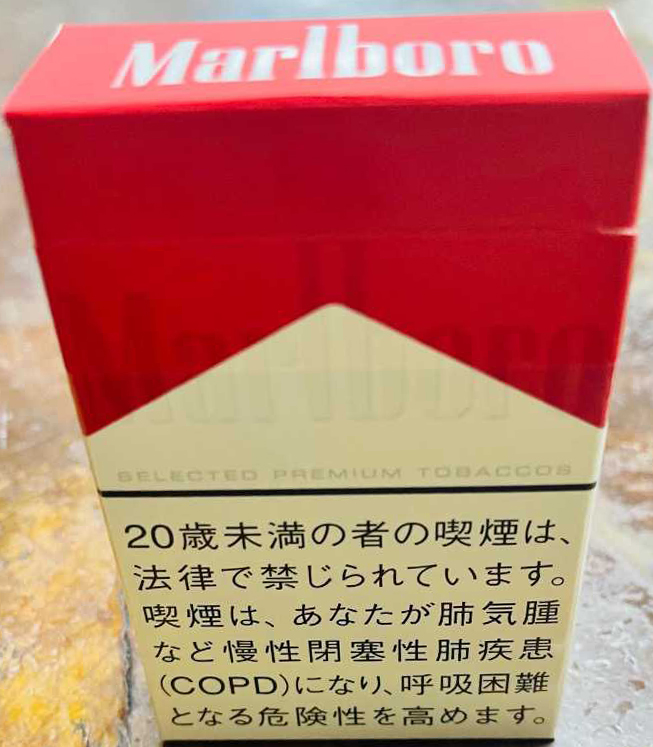 Marlboro
Marlboro
SELECTED PREMIUM TOBACCOS
20歳未満の者の喫煙は、
法律で禁じられています。
喫煙は、あなたが肺気腫
など慢性閉塞性肺疾患
(COPD)になり、呼吸困難
となる危険性を高めます。